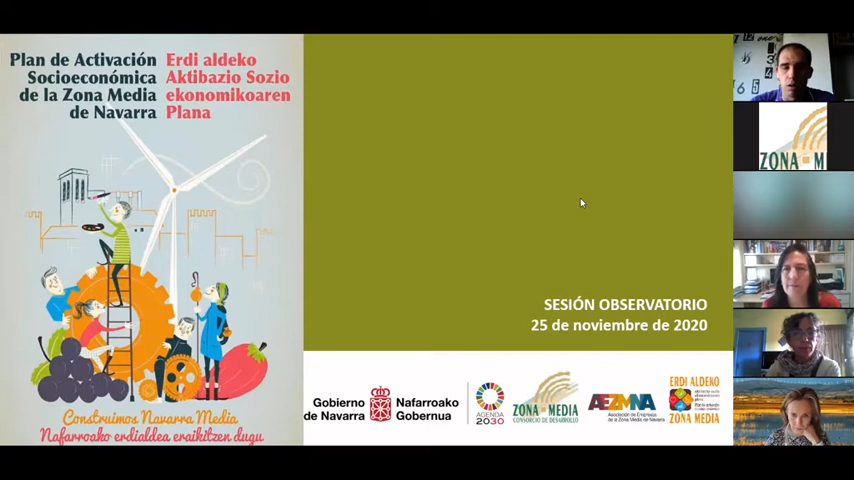 Plan de Activación
Socioeconómica
de la Zona Media
de Navarra
Erdi aldeko
Aktibazio Sozio
ekonomikoaren
Plana
Construimos Navarra Media
Nafarroako erdialdea eraikitzen dugu
SESIÓN OBSERVATORIO
25 de noviembre de 2020
Gobierno
de Navarra
Nafarroako
Gobernua
AGENDA
2030
ZONA MEDIA
CONSORCIO DE DESARROLLO
AEZMNA
Asociación de Empresas
de la Zona Media de Navarra
ERDI ALDEKO
ZONA MEDIA
ZONA MEDI